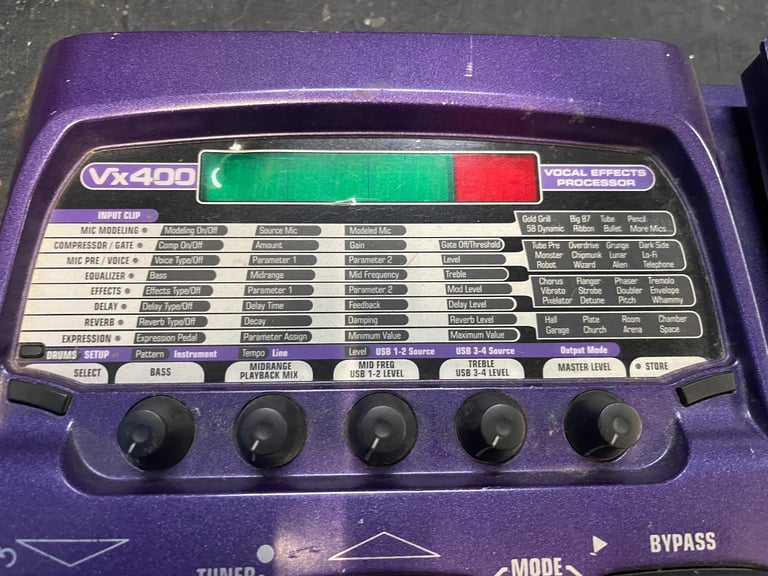 Vx400
VOCAL EFFECTS
PROCESSOR
INPUT CLIP
MIC MODELING Modeling On/Off Source Mic Modeled Mic
Gold Grill Big 87 Tube Pencil
58 Dynamic Ribbon Bullet More Mics...
COMPRESSOR / GATE Comp On/Off Amount Gain Gate Off/Threshold
MIC PRE / VOICE Voice Type/Off Parameter 1 Parameter 2 Level
Tube Pre Overdrive Grunge Dark Side
Monster Chipmunk Lunar Lo-Fi
Robot Wizard Alien Telephone
EQUALIZER Bass Midrange Mid Frequency Treble
EFFECTS Effects Type/Off Parameter 1 Parameter 2 Mod Level
DELAY Delay Type/Off Delay Time Feedback Delay Level
Chorus Flanger Phaser Tremolo
Vibrato Strobe Doubler Envelope
Pixelator Detune Pitch Whammy
REVERB Reverb Type/Off Decay Damping Reverb Level
EXPRESSION Expression Pedal Parameter Assign Minimum Value Maximum Value
Hall Plate Room Chamber
Garage Church Arena Space
DRUMS SETUP Pattern Instrument Tempo Line Level USB 1-2 Source USB 3-4 Source Output Mode
SELECT
BASS
MIDRANGE
PLAYBACK MIX
MID FREQ
USB 1-2 LEVEL
TREBLE
USB 3-4 LEVEL
MASTER LEVEL
STORE
TUNER
MODE
BYPASS